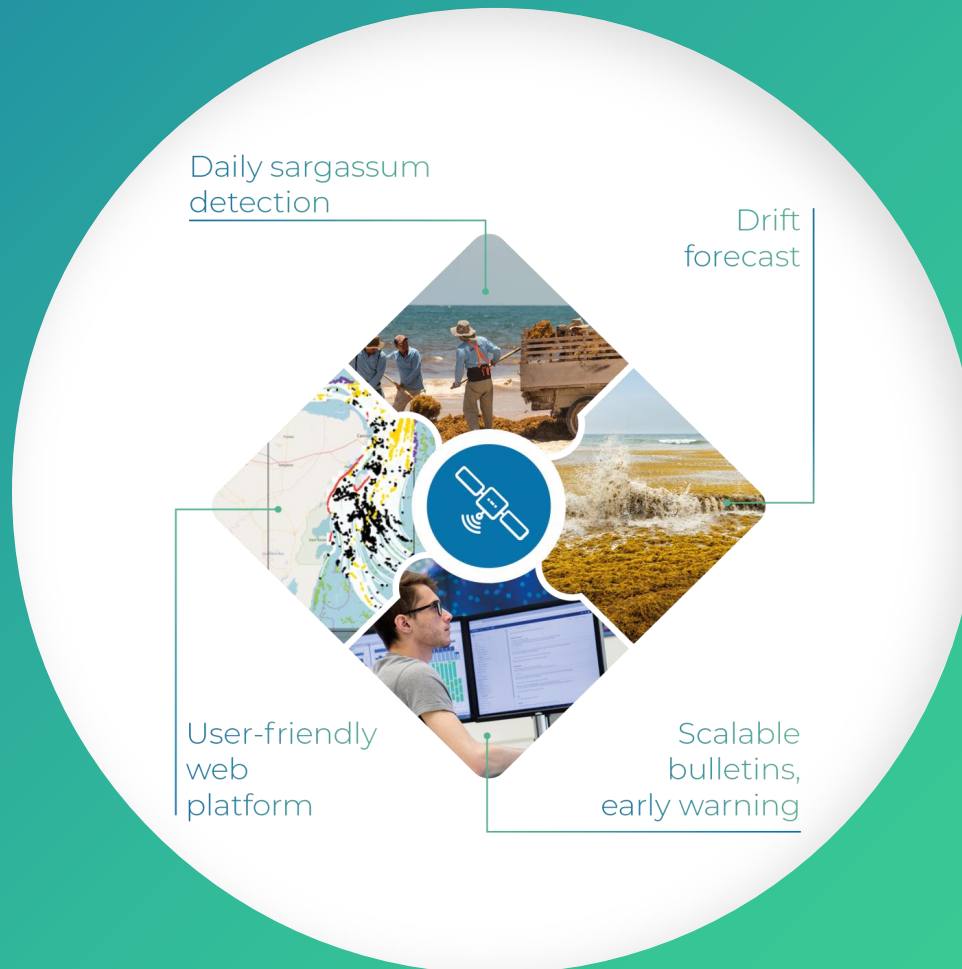 Daily sargassum
detection
Drift
forecast
User-friendly
web
platform
Scalable
bulletins,
early warning